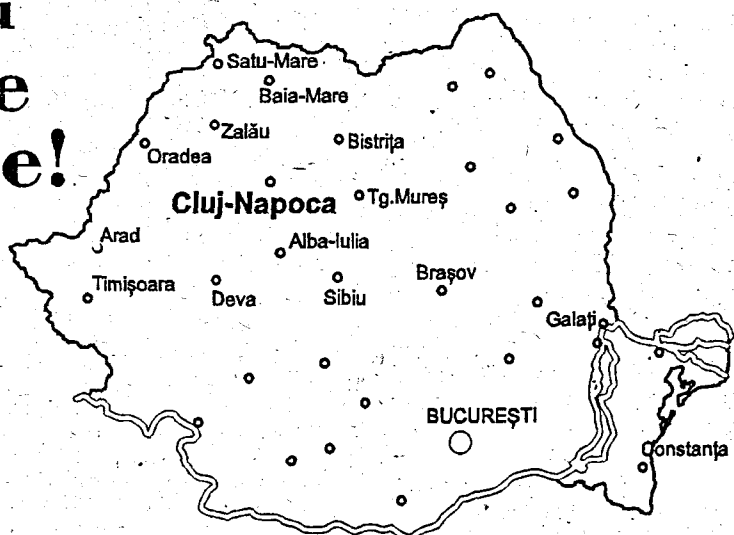 e
e!
Satu-Mare
Baia-Mare
Zalău
Bistrița
Oradea
Cluj-Napoca
Tg.Mureș
Arad
Alba-Iulia
Timișoara
Deva
Sibiu
Brașov
Galați
BUCUREȘTI
Constanța